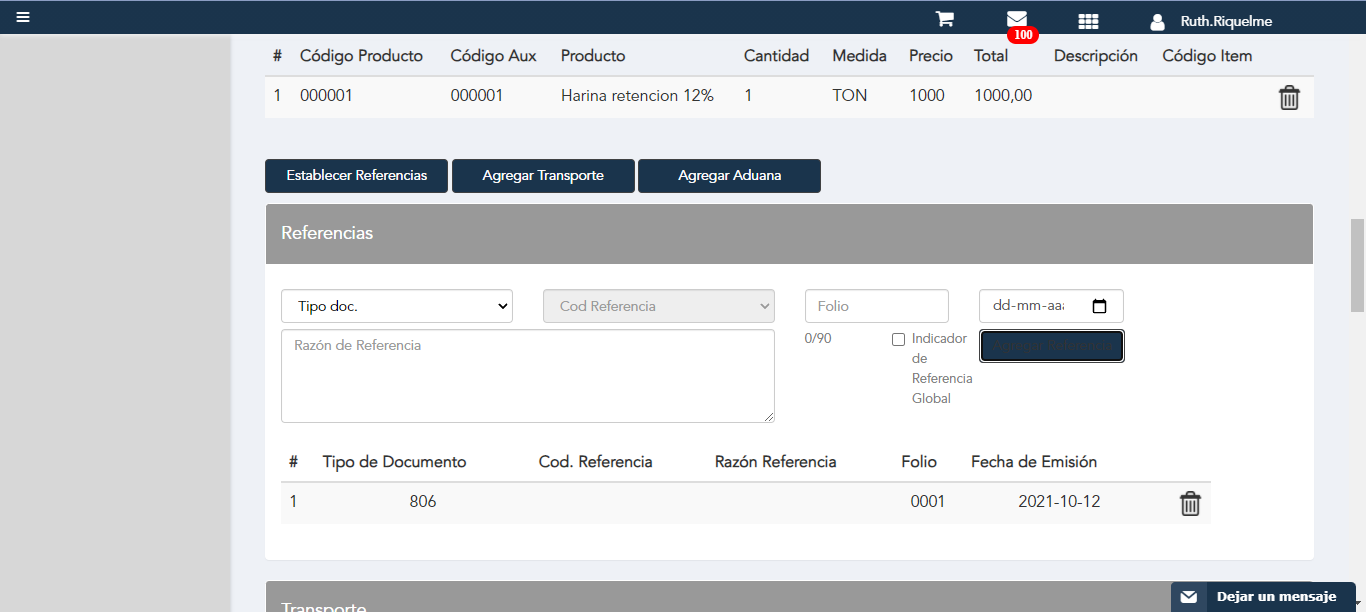 Ruth.Riquelme
100
# Código Producto Código Aux Producto Cantidad Medida Precio Total Descripción Código Item
1 000001 000001 Harina retencion 12% 1 TON 1000 1000,00
Establecer Referencias Agregar Transporte Agregar Aduana
Referencias
Tipo doc. Cod Referencia Folio dd-mm-aaa
Razón de Referencia 0/90 Indicador
de
Referencia
Global
# Tipo de Documento Cod. Referencia Razón Referencia Folio Fecha de Emisión
1 806 0001 2021-10-12
Transporte
Dejar un mensaje